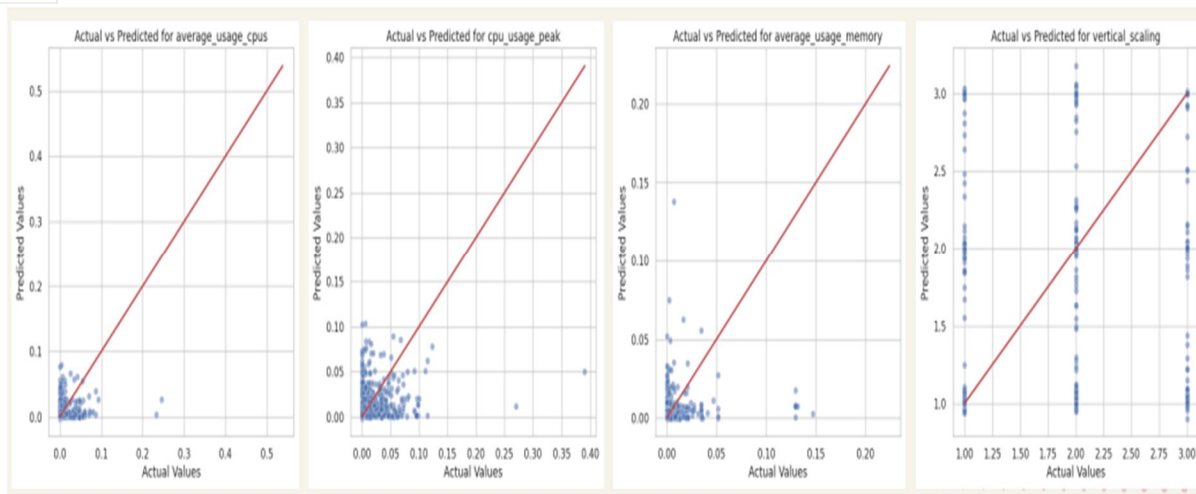 Actual vs Predicted for average_usage_cpus
Predicted Values
0.5
0.4
0.3
0.2
0.1
0.0
0.0 0.1 0.2 0.3 0.4 0.5
Actual Values
Actual vs Predicted for cpu_usage_peak
Predicted Values
0.40
0.35
0.30
0.25
0.20
0.15
0.10
0.05
0.00
0.00 0.05 0.10 0.15 0.20 0.25 0.30 0.35 0.40
Actual Values
Actual vs Predicted for average_usage_memory
Predicted Values
0.20
0.15
0.10
0.05
0.00
0.00 0.05 0.10 0.15 0.20
Actual Values
Actual vs Predicted for vertical_scaling
Predicted Values
3.0
2.5
2.0
1.5
1.0
1.00 1.25 1.50 1.75 2.00 2.25 2.50 2.75 3.00
Actual Values